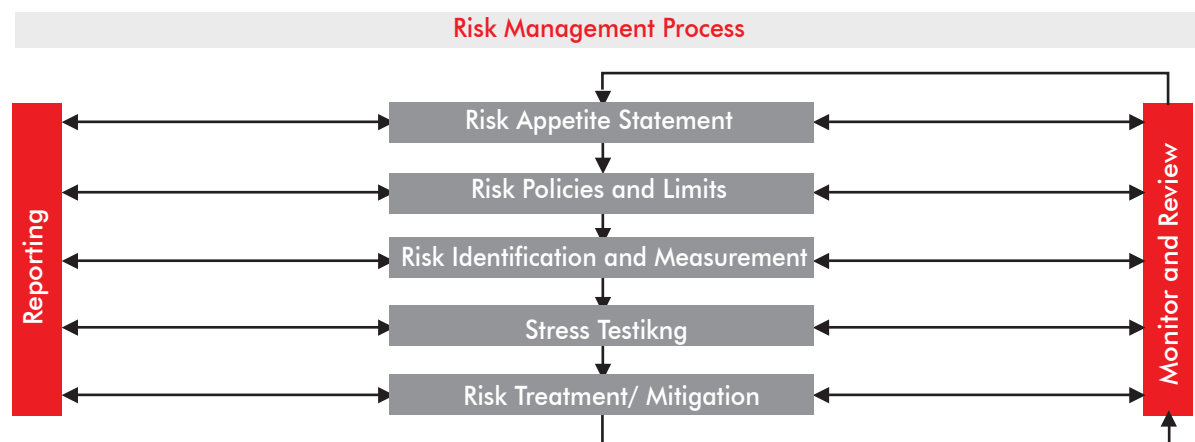 Risk Management Process
Reporting
Risk Appetite Statement
Risk Policies and Limits
Risk Identification and Measurement
Stress Testikng
Risk Treatment/ Mitigation
Monitor and Review